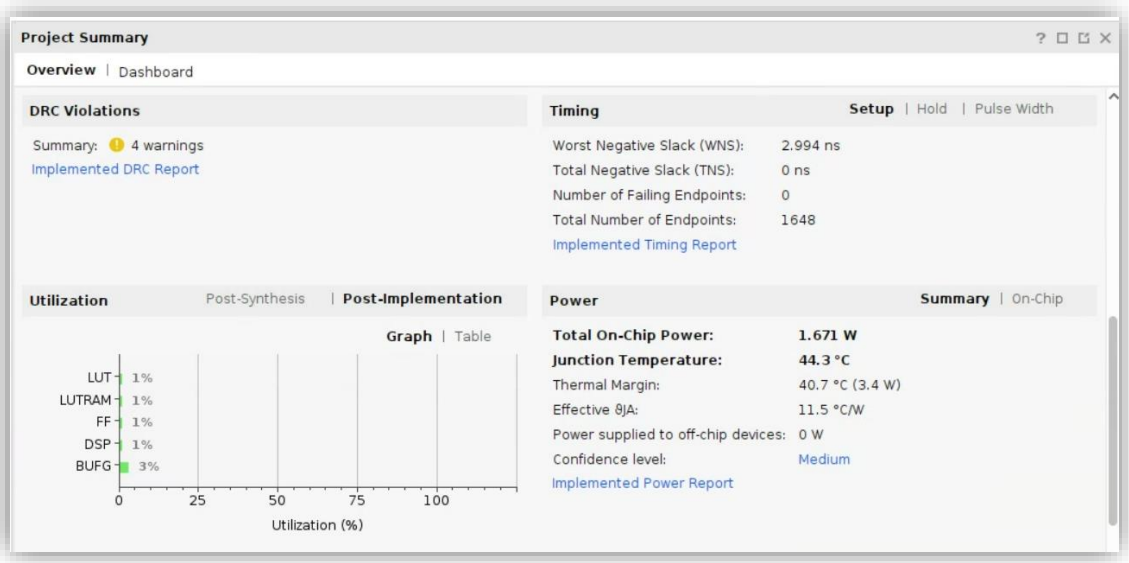 Project Summary
Overview | Dashboard
DRC Violations
Summary: 4 warnings
Implemented DRC Report
Timing Setup | Hold | Pulse Width
Worst Negative Slack (WNS): 2.994 ns
Total Negative Slack (TNS): 0 ns
Number of Failing Endpoints: 0
Total Number of Endpoints: 1648
Implemented Timing Report
Utilization Post-Synthesis | Post-Implementation
Graph | Table
LUT 1%
LUTRAM 1%
FF 1%
DSP 1%
BUFG 3%
0 25 50 75 100
Utilization (%)
Power Summary | On-Chip
Total On-Chip Power: 1.671 W
Junction Temperature: 44.3 °C
Thermal Margin: 40.7 °C (3.4 W)
Effective ϑJA: 11.5 °C/W
Power supplied to off-chip devices: 0 W
Confidence level: Medium
Implemented Power Report